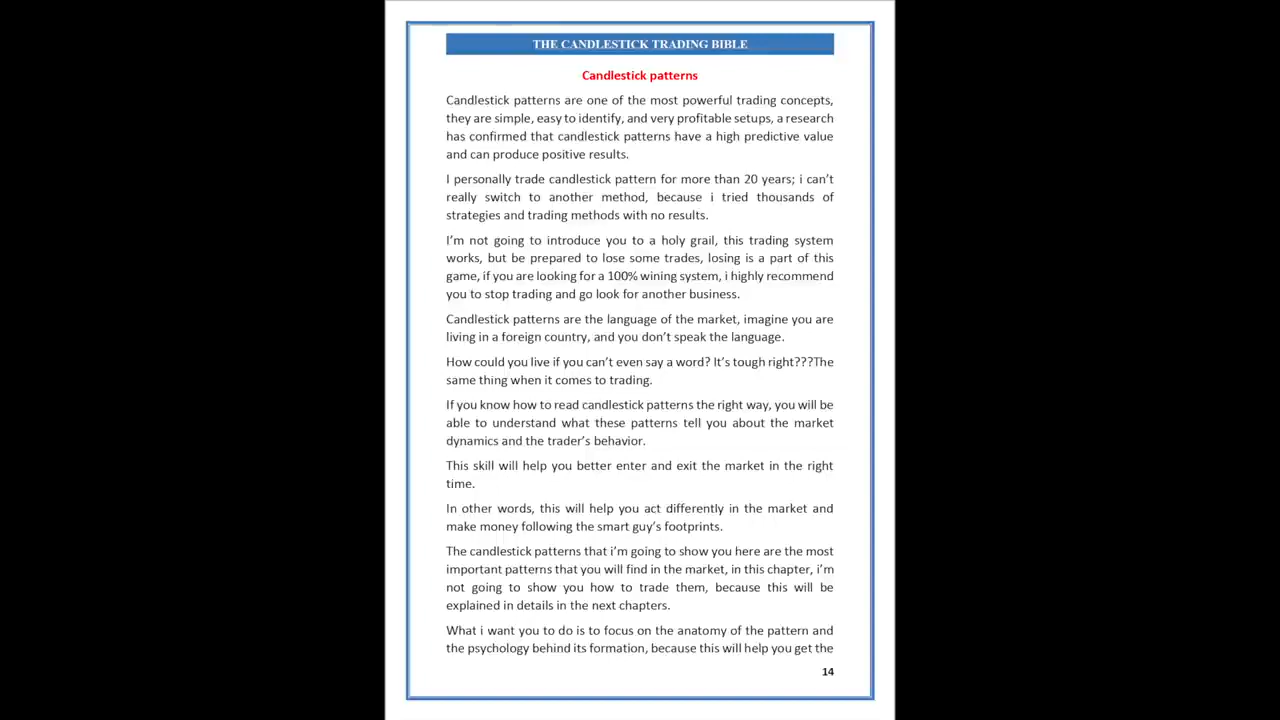 THE CANDLESTICK TRADING BIBLE
Candlestick patterns
Candlestick patterns are one of the most powerful trading concepts,
they are simple, easy to identify, and very profitable setups, a research
has confirmed that candlestick patterns have a high predictive value
and can produce positive results.
I personally trade candlestick pattern for more than 20 years; i can’t
really switch to another method, because i tried thousands of
strategies and trading methods with no results.
I’m not going to introduce you to a holy grail, this trading system
works, but be prepared to lose some trades, losing is a part of this
game, if you are looking for a 100% wining system, i highly recommend
you to stop trading and go look for another business.
Candlestick patterns are the language of the market, imagine you are
living in a foreign country, and you don’t speak the language.
How could you live if you can’t even say a word? It’s tough right???The
same thing when it comes to trading.
If you know how to read candlestick patterns the right way, you will be
able to understand what these patterns tell you about the market
dynamics and the trader’s behavior.
This skill will help you better enter and exit the market in the right
time.
In other words, this will help you act differently in the market and
make money following the smart guy’s footprints.
The candlestick patterns that i’m going to show you here are the most
important patterns that you will find in the market, in this chapter, i’m
not going to show you how to trade them, because this will be
explained in details in the next chapters.
What i want you to do is to focus on the anatomy of the pattern and
the psychology behind its formation, because this will help you get the
14